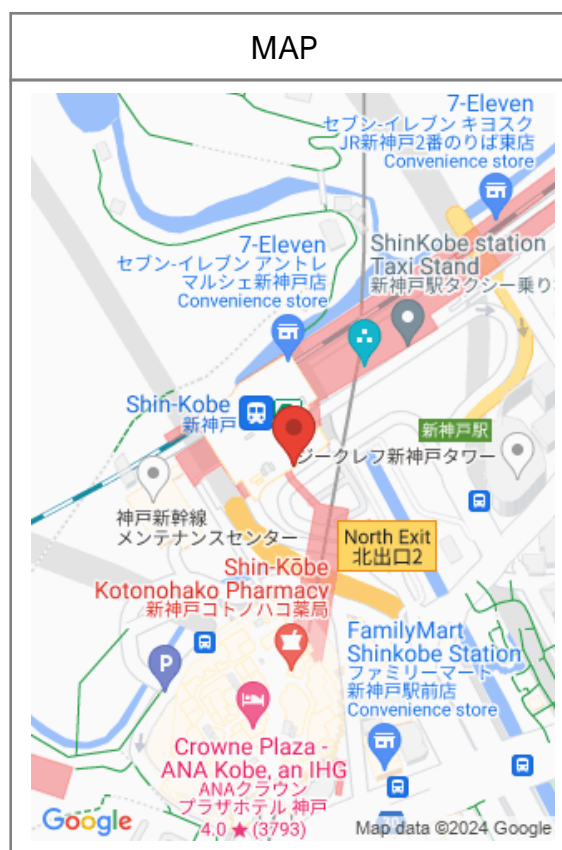 MAP
7-Eleven
セブン-イレブン キヨスク
JR新神戸2番のりば東店
Convenience store
7-Eleven
セブン-イレブン アントレ
マルシェ新神戸店
Convenience store
ShinKobe station
Taxi Stand
新神戸駅タクシー乗り
Shin-Kobe
新神戸
新神戸駅
ジークレフ新神戸タワー
神戸新幹線
メンテナンスセンター
North Exit
北出口2
Shin-Kōbe
Kotonohako Pharmacy
新神戸コトノハコ薬局
P
FamilyMart
Shinkobe Station
ファミリーマート
新神戸駅前店
Convenience store
Crowne Plaza -
ANA Kobe, an IHG
ANAクラウン
プラザホテル 神戸
4.0 ★ (3793)
Google
Map data ©2024 Google